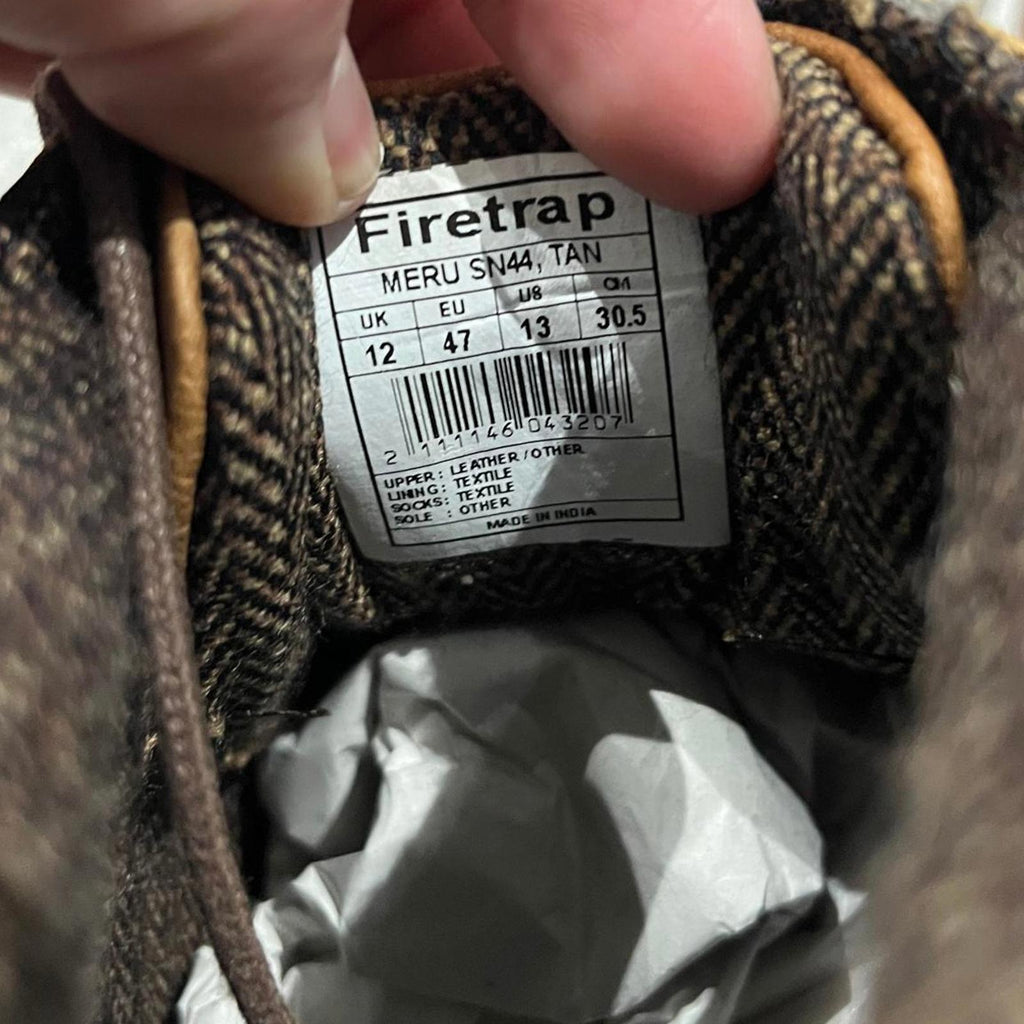 Firetrap
MERU SN44, TAN
UK EU US CM
12 47 13 30.5
2 111146 043207
UPPER: LEATHER/OTHER
LINING: TEXTILE
SOCKS: TEXTILE
SOLE : OTHER
MADE IN INDIA